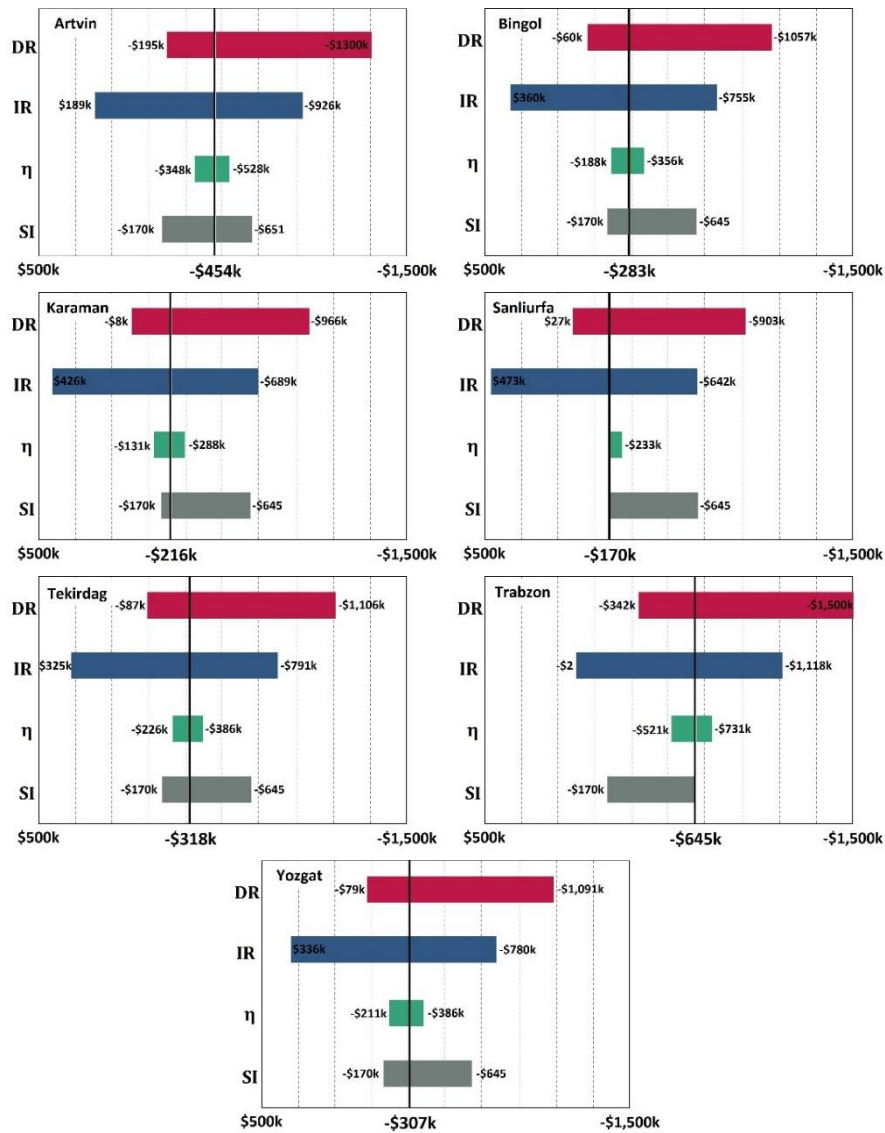 Artvin
DR -$195k -$1300k
IR $189k -$926k
η -$348k -$528k
SI -$170k -$651
$500k -$454k -$1,500k
Bingol
DR -$60k -$1057k
IR $360k -$755k
η -$188k -$356k
SI -$170k -$645
$500k -$283k -$1,500k
Karaman
DR -$8k -$966k
IR $426k -$689k
η -$131k -$288k
SI -$170k -$645
$500k -$216k -$1,500k
Sanliurfa
DR $27k -$903k
IR $473k -$642k
η -$233k
SI -$645
$500k -$170k -$1,500k
Tekirdag
DR -$87k -$1,106k
IR $325k -$791k
η -$226k -$386k
SI -$170k -$645
$500k -$318k -$1,500k
Trabzon
DR -$342k -$1,500k
IR -$2 -$1,118k
η -$521k -$731k
SI -$170k
$500k -$645k -$1,500k
Yozgat
DR -$79k -$1,091k
IR $336k -$780k
η -$211k -$386k
SI -$170k -$645
$500k -$307k -$1,500k